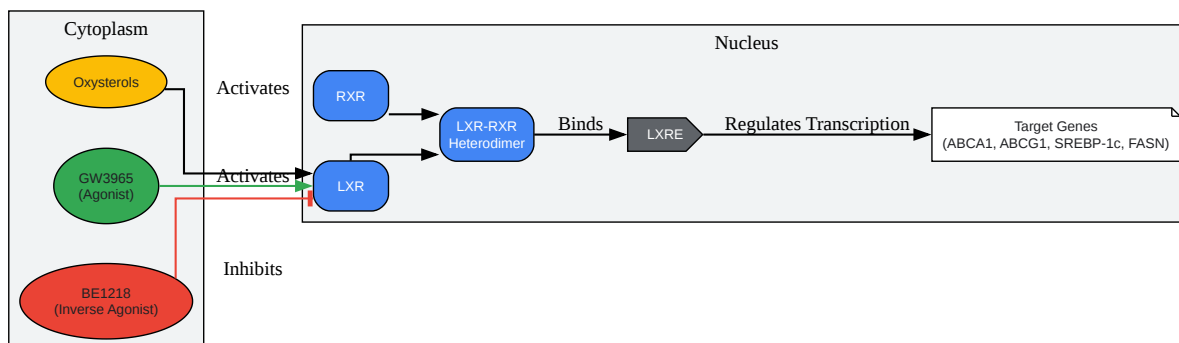 Cytoplasm
Oxysterols
GW3965
(Agonist)
BE1218
(Inverse Agonist)
Activates
Activates
Inhibits
Nucleus
RXR
LXR
LXR-RXR
Heterodimer
Binds
LXRE
Regulates Transcription
Target Genes
(ABCA1, ABCG1, SREBP-1c, FASN)